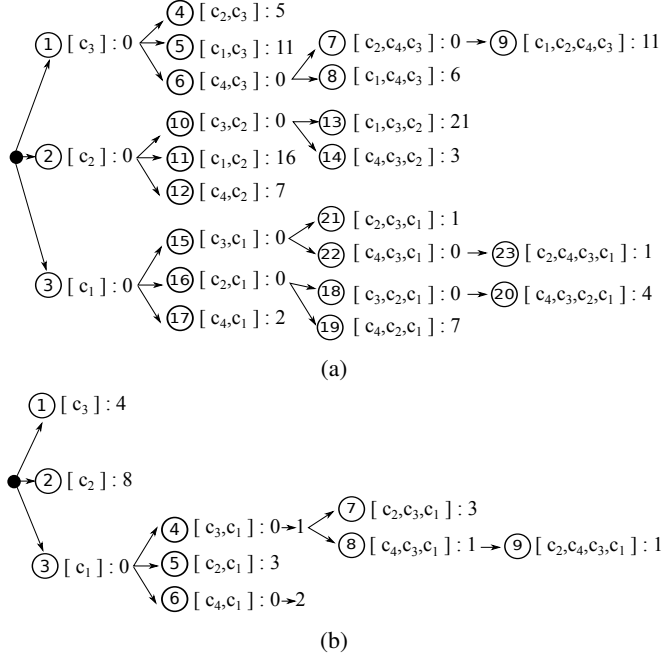 4 [ c2,c3 ] : 5
1 [ c3 ] : 0
5 [ c1,c3 ] : 11
7 [ c2,c4,c3 ] : 0
9 [ c1,c2,c4,c3 ] : 11
6 [ c4,c3 ] : 0
8 [ c1,c4,c3 ] : 6
10 [ c3,c2 ] : 0
13 [ c1,c3,c2 ] : 21
2 [ c2 ] : 0
11 [ c1,c2 ] : 16
14 [ c4,c3,c2 ] : 3
12 [ c4,c2 ] : 7
21 [ c2,c3,c1 ] : 1
15 [ c3,c1 ] : 0
22 [ c4,c3,c1 ] : 0
23 [ c2,c4,c3,c1 ] : 1
3 [ c1 ] : 0
16 [ c2,c1 ] : 0
18 [ c3,c2,c1 ] : 0
20 [ c4,c3,c2,c1 ] : 4
17 [ c4,c1 ] : 2
19 [ c4,c2,c1 ] : 7
(a)
1 [ c3 ] : 4
2 [ c2 ] : 8
7 [ c2,c3,c1 ] : 3
4 [ c3,c1 ] : 0→1
8 [ c4,c3,c1 ] : 1
9 [ c2,c4,c3,c1 ] : 1
3 [ c1 ] : 0
5 [ c2,c1 ] : 3
6 [ c4,c1 ] : 0→2
(b)